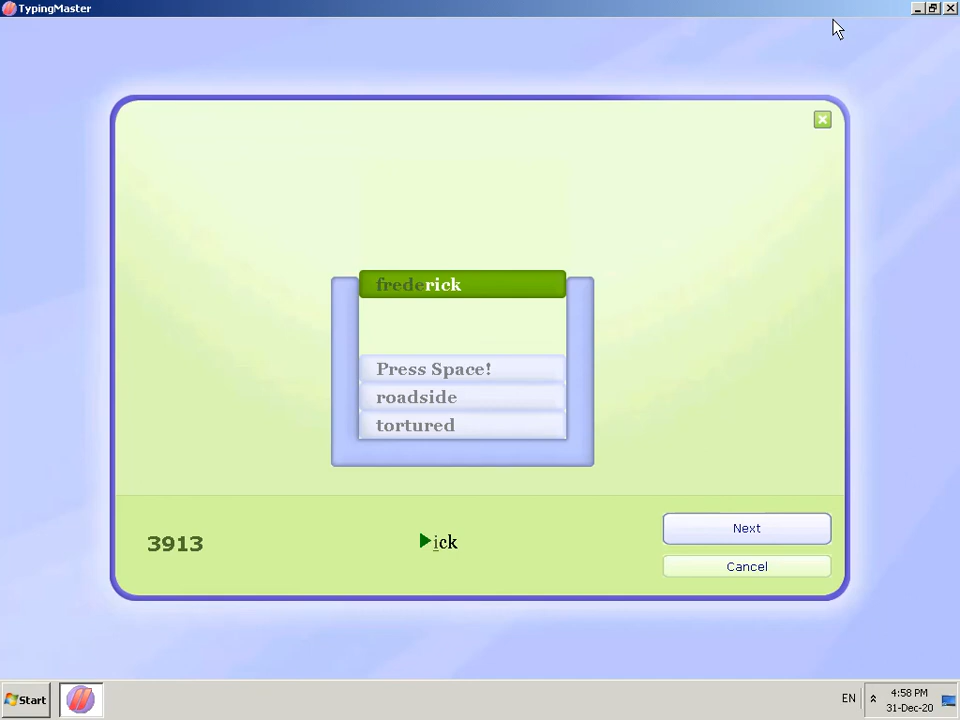 TypingMaster
frederick
Press Space!
roadside
tortured
3913
ick
Next
Cancel
Start
EN
4:58 PM
31-Dec-20